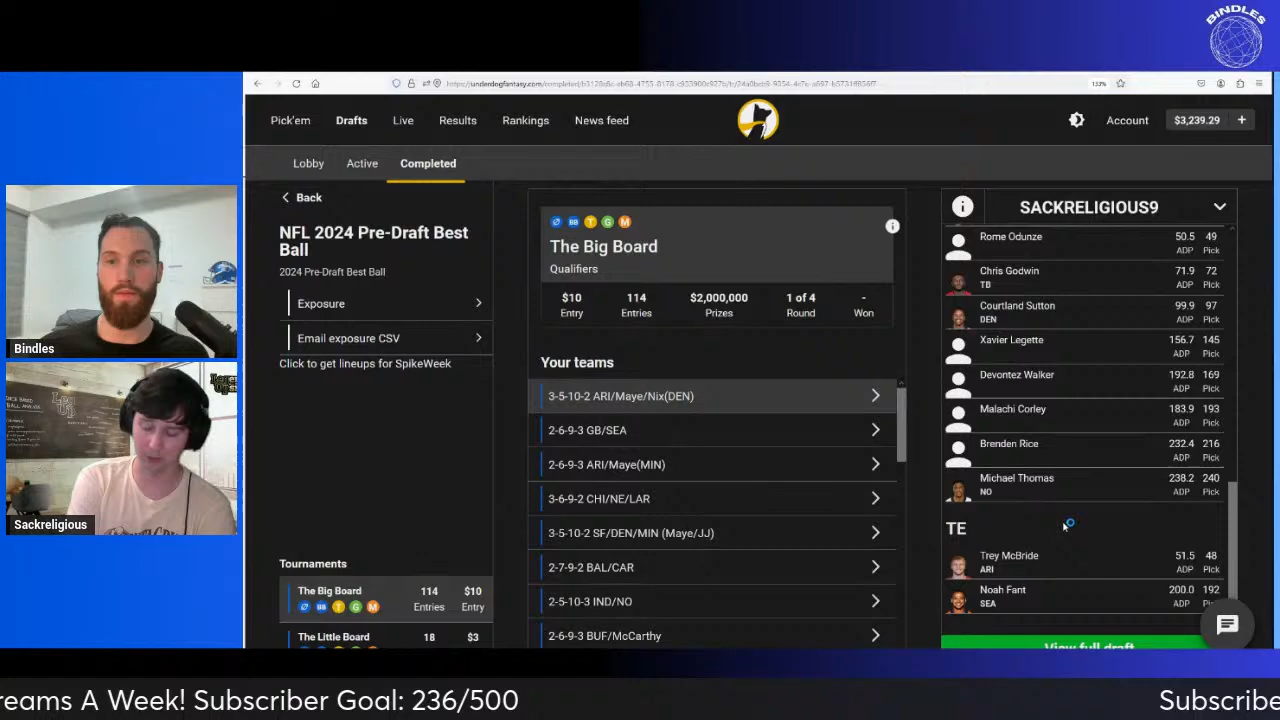 BINDLES
Pick'em Drafts Live Results Rankings News feed Account $3,239.29 +
133%
Lobby Active Completed
Back
NFL 2024 Pre-Draft Best
Ball
2024 Pre-Draft Best Ball
Exposure
Email exposure CSV
Click to get lineups for SpikeWeek
Tournaments
The Big Board 114 $10
BB T G M Entries Entry
The Little Board 18 $3
BB T G M
The Big Board
Qualifiers
$10 114 $2,000,000 1 of 4 -
Entry Entries Prizes Round Won
Your teams
3-5-10-2 ARI/Maye/Nix(DEN)
2-6-9-3 GB/SEA
2-6-9-3 ARI/Maye(MIN)
3-6-9-2 CHI/NE/LAR
3-5-10-2 SF/DEN/MIN (Maye/JJ)
2-7-9-2 BAL/CAR
2-5-10-3 IND/NO
2-6-9-3 BUF/McCarthy
SACKRELIGIOUS9
Rome Odunze 50.5 49
ADP Pick
Chris Godwin 71.9 72
TB ADP Pick
Courtland Sutton 99.9 97
DEN ADP Pick
Xavier Legette 156.7 145
ADP Pick
Devontez Walker 192.8 169
ADP Pick
Malachi Corley 183.9 193
ADP Pick
Brenden Rice 232.4 216
ADP Pick
Michael Thomas 238.2 240
NO ADP Pick
TE
Trey McBride 51.5 48
ARI ADP Pick
Noah Fant 200.0 192
SEA ADP
View full draft
Bindles
Sackreligious
reams A Week! Subscriber Goal: 236/500
Subscribe